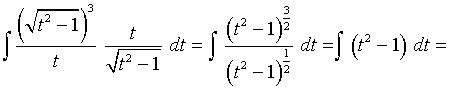 ∫ (√(t² − 1))³ / t · t / √(t² − 1) dt = ∫ (t² − 1)^(3/2) / (t² − 1)^(1/2) dt = ∫ (t² − 1) dt =